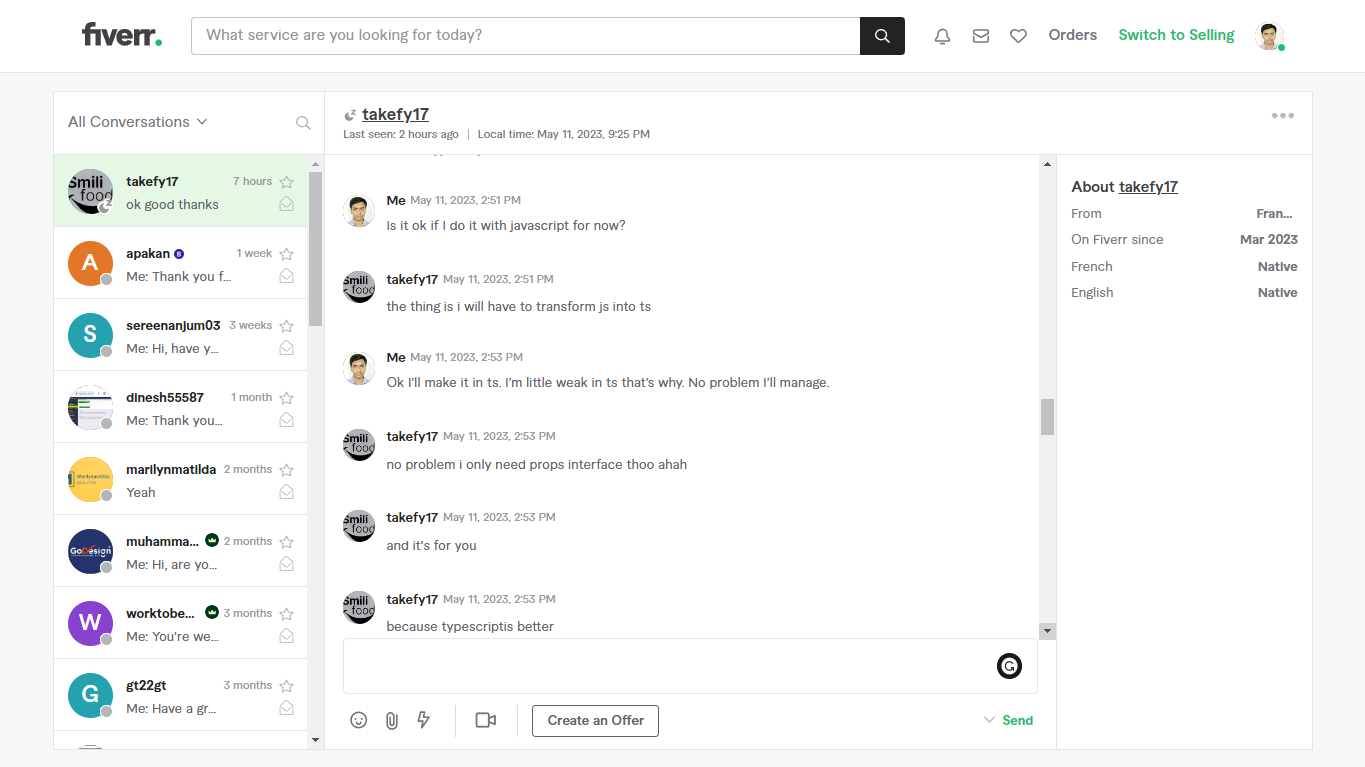 fiverr.
What service are you looking for today?
Orders
Switch to Selling
All Conversations
takefy17
7 hours
ok good thanks
apakan
1 week
Me: Thank you f...
S
sereenanjum03
3 weeks
Me: Hi, have y...
dinesh55587
1 month
Me: Thank you...
marilynmatilda
2 months
Yeah
muhamma...
2 months
Me: Hi, are yo...
worktobe...
3 months
Me: You're we...
gt22gt
3 months
Me: Have a gr...
Smili
food
A
GoDesign
W
G
takefy17
Last seen: 2 hours ago | Local time: May 11, 2023, 9:25 PM
Me May 11, 2023, 2:51 PM
Is it ok if I do it with javascript for now?
takefy17 May 11, 2023, 2:51 PM
the thing is i will have to transform js into ts
Me May 11, 2023, 2:53 PM
Ok I'll make it in ts. I'm little weak in ts that's why. No problem I'll manage.
takefy17 May 11, 2023, 2:53 PM
no problem i only need props interface thoo ahah
takefy17 May 11, 2023, 2:53 PM
and it's for you
takefy17 May 11, 2023, 2:53 PM
because typescriptis better
Create an Offer
Send
About takefy17
From Fran...
On Fiverr since Mar 2023
French Native
English Native